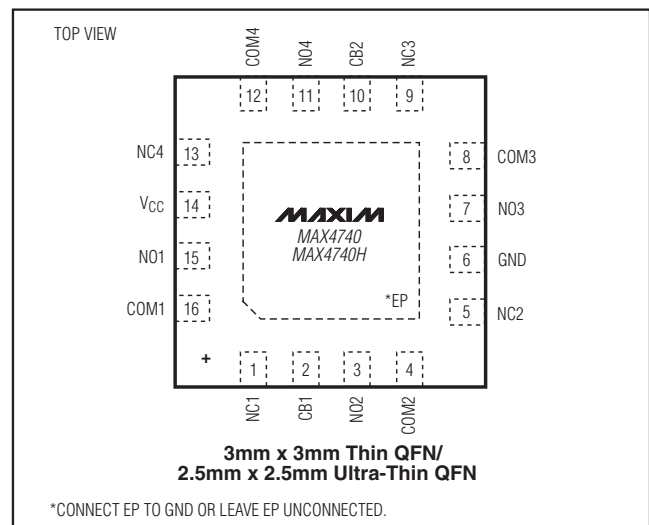 TOP VIEW
COM4
NO4
CB2
NC3
12
11
10
9
NC4 13
8 COM3
VCC 14
7 NO3
MAXIM
MAX4740
MAX4740H
NO1 15
6 GND
*EP
COM1 16
5 NC2
+
1
2
3
4
NC1
CB1
NO2
COM2
3mm x 3mm Thin QFN/
2.5mm x 2.5mm Ultra-Thin QFN
*CONNECT EP TO GND OR LEAVE EP UNCONNECTED.